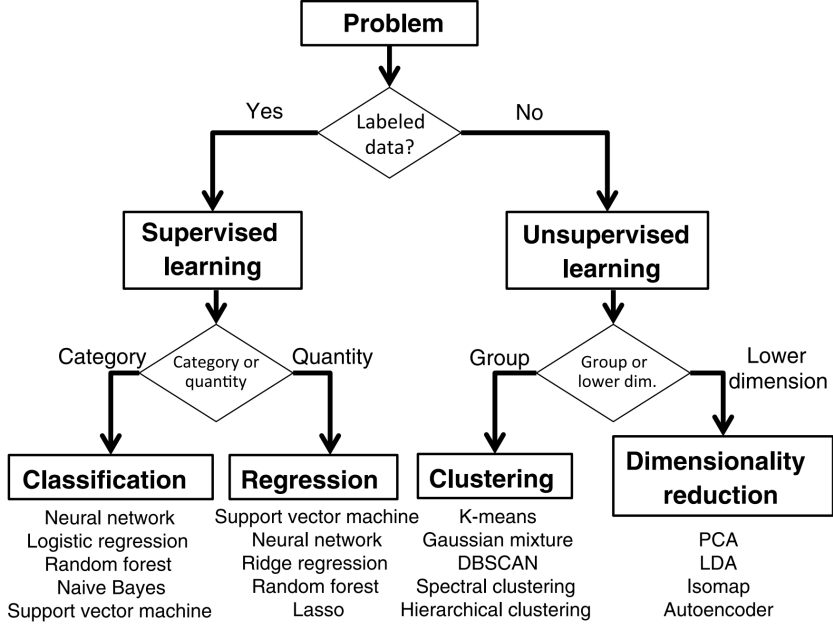 Problem
Yes
Labeled
data?
No
Supervised
learning
Unsupervised
learning
Category
Category or
quantity
Quantity
Group
Group or
lower dim.
Lower
dimension
Classification
Neural network
Logistic regression
Random forest
Naive Bayes
Support vector machine
Regression
Support vector machine
Neural network
Ridge regression
Random forest
Lasso
Clustering
K-means
Gaussian mixture
DBSCAN
Spectral clustering
Hierarchical clustering
Dimensionality
reduction
PCA
LDA
Isomap
Autoencoder